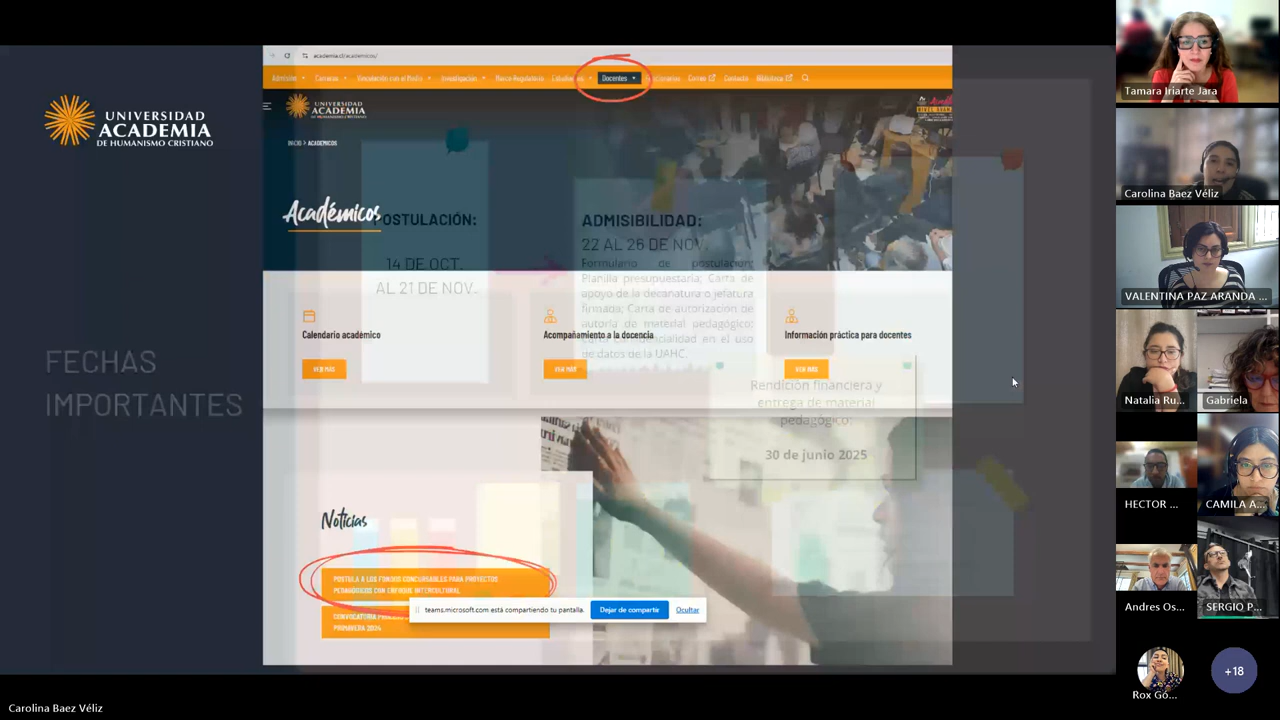 academia.cl/academicos/
Admisión Carreras Vinculación con el Medio Investigación Marco Regulatorio Estudiantes Docentes Correo Contacto Biblioteca
UNIVERSIDAD
ACADEMIA
DE HUMANISMO CRISTIANO
UNIVERSIDAD
ACADEMIA
DE HUMANISMO CRISTIANO
INICIO > ACADÉMICOS
Académicos
POSTULACIÓN:
14 DE OCT.
AL 21 DE NOV.
ADMISIBILIDAD:
22 AL 26 DE NOV.
Formulario de postulación;
Planilla presupuestaria; Carta de
apoyo de la decanatura o jefatura
firmada; Carta de autorización de
autoría de material pedagógico;
de datos de la UAHC.
Calendario académico
VER MÁS
Acompañamiento a la docencia
VER MÁS
Información práctica para docentes
VER MÁS
FECHAS
IMPORTANTES
Rendición financiera y
entrega de material
pedagógico:
30 de junio 2025
Noticias
POSTULA A LOS FONDOS CONCURSABLES PARA PROYECTOS
PEDAGÓGICOS CON ENFOQUE INTERCULTURAL
CONVOCATORIA
PRIMAVERA 2024
teams.microsoft.com está compartiendo tu pantalla.
Dejar de compartir
Ocultar
Tamara Iriarte Jara
Carolina Baez Véliz
VALENTINA PAZ ARANDA ...
Natalia Ru...
Gabriela
HECTOR ...
CAMILA A...
Andres Os...
SERGIO P...
Rox Gó...
+18
Carolina Baez Véliz